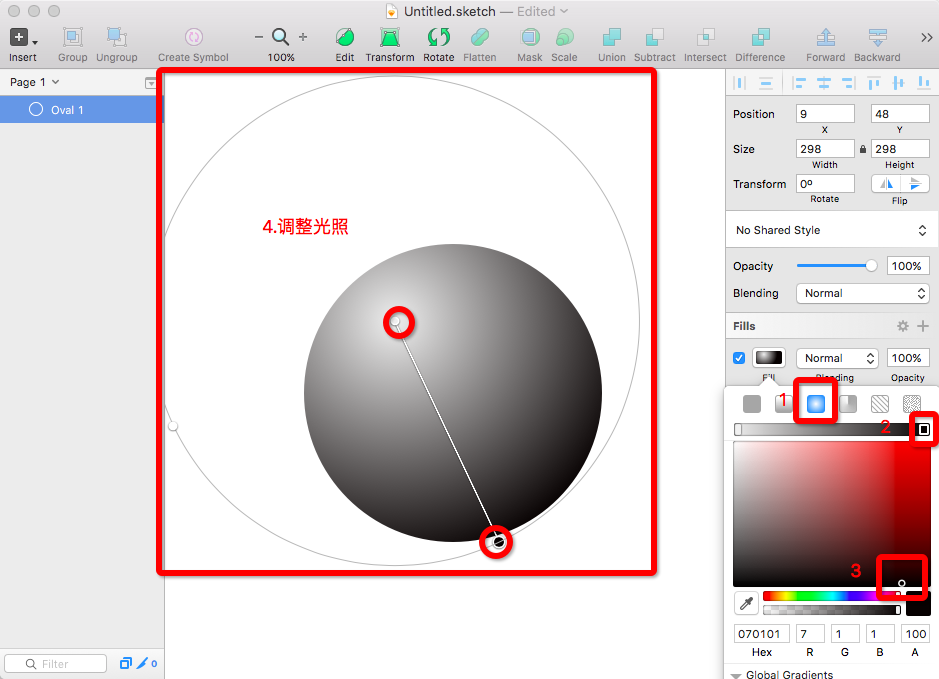 Untitled.sketch — Edited
Insert Group Ungroup Create Symbol 100% Edit Transform Rotate Flatten Mask Scale Union Subtract Intersect Difference Forward Backward
Page 1
Oval 1
4.调整光照
Position 9 48
X Y
Size 298 298
Width Height
Transform 0º
Rotate Flip
No Shared Style
Opacity 100%
Blending Normal
Fills
Normal 100%
Fill Blending Opacity
1
2
3
070101 7 1 1 100
Hex R G B A
Global Gradients
Filter 0